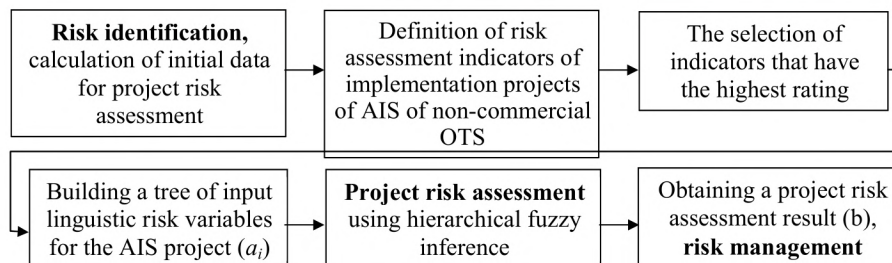 Risk identification,
calculation of initial data
for project risk
assessment
Definition of risk
assessment indicators of
implementation projects
of AIS of non-commercial
OTS
The selection of
indicators that have
the highest rating
Building a tree of input
linguistic risk variables
for the AIS project (aᵢ)
Project risk assessment
using hierarchical fuzzy
inference
Obtaining a project risk
assessment result (b),
risk management